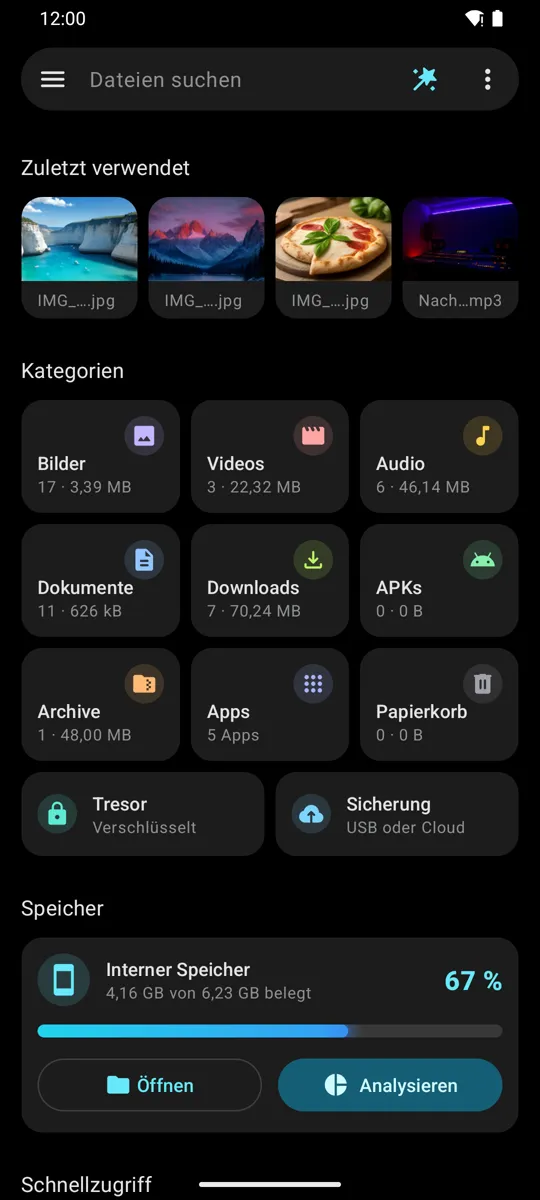 12:00
Dateien suchen
Zuletzt verwendet
IMG_….jpg
IMG_….jpg
IMG_….jpg
Nach…mp3
Kategorien
Bilder
17 · 3,39 MB
Videos
3 · 22,32 MB
Audio
6 · 46,14 MB
Dokumente
11 · 626 kB
Downloads
7 · 70,24 MB
APKs
0 · 0 B
Archive
1 · 48,00 MB
Apps
5 Apps
Papierkorb
0 · 0 B
Tresor
Verschlüsselt
Sicherung
USB oder Cloud
Speicher
Interner Speicher
4,16 GB von 6,23 GB belegt
67 %
Öffnen
Analysieren
Schnellzugriff